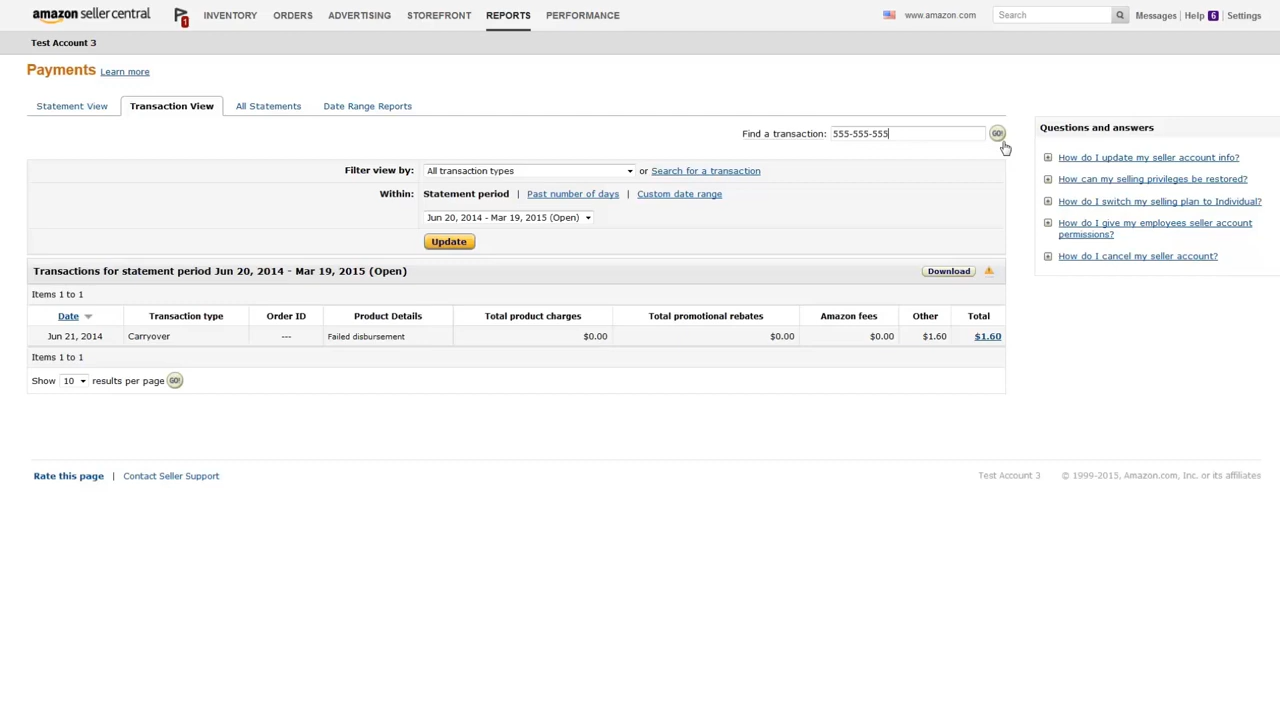 amazon seller central 1 INVENTORY ORDERS ADVERTISING STOREFRONT REPORTS PERFORMANCE www.amazon.com Search Messages | Help 6 | Settings
Test Account 3
Payments Learn more
Statement View Transaction View All Statements Date Range Reports
Find a transaction: 555-555-555 GO!
Questions and answers
Filter view by: All transaction types or Search for a transaction
Within: Statement period | Past number of days | Custom date range
Jun 20, 2014 - Mar 19, 2015 (Open)
Update
How do I update my seller account info?
How can my selling privileges be restored?
How do I switch my selling plan to Individual?
How do I give my employees seller account
permissions?
How do I cancel my seller account?
Transactions for statement period Jun 20, 2014 - Mar 19, 2015 (Open) Download
Items 1 to 1
Date Transaction type Order ID Product Details Total product charges Total promotional rebates Amazon fees Other Total
Jun 21, 2014 Carryover --- Failed disbursement $0.00 $0.00 $0.00 $1.60 $1.60
Items 1 to 1
Show 10 results per page GO!
Rate this page | Contact Seller Support Test Account 3 © 1999-2015, Amazon.com, Inc. or its affiliates